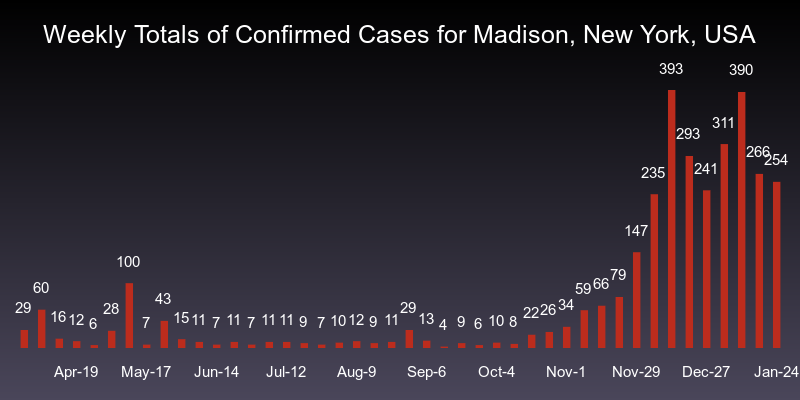 Weekly Totals of Confirmed Cases for Madison, New York, USA
29 60 16 12 6 28 100 7 43 15 11 7 11 7 11 11 9 7 10 12 9 11 29 13 4 9 6 10 8 22 26 34 59 66 79 147 235 393 293 241 311 390 266 254
Apr-19 May-17 Jun-14 Jul-12 Aug-9 Sep-6 Oct-4 Nov-1 Nov-29 Dec-27 Jan-24